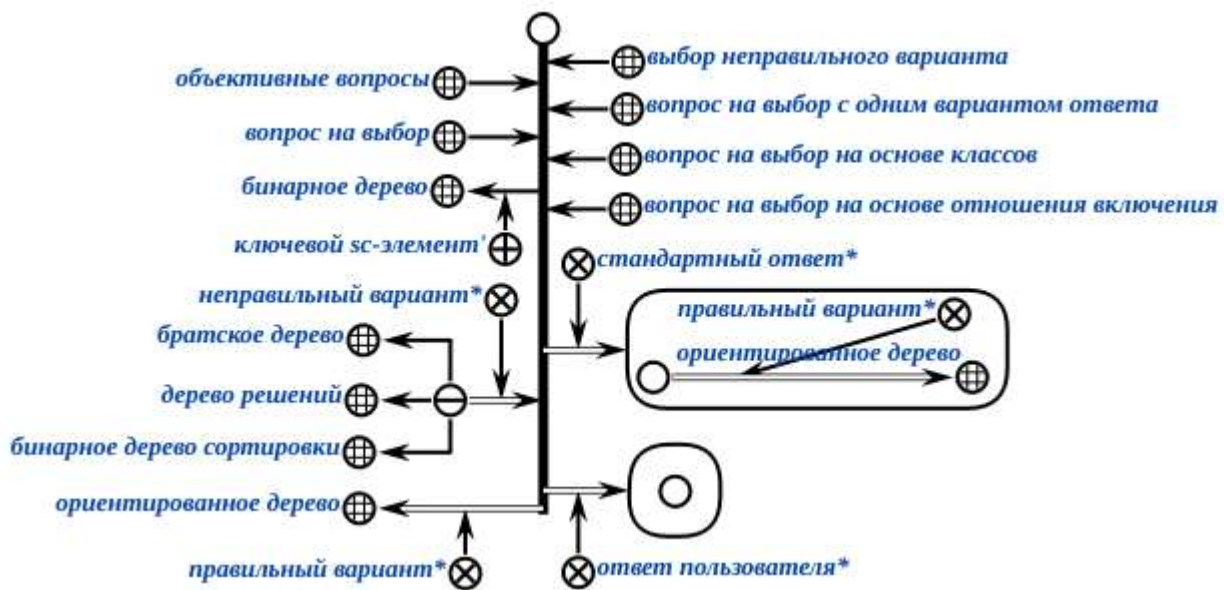 выбор неправильного варианта
объективные вопросы
вопрос на выбор с одним вариантом ответа
вопрос на выбор
вопрос на выбор на основе классов
бинарное дерево
вопрос на выбор на основе отношения включения
ключевой sc-элемент'
стандартный ответ*
неправильный вариант*
правильный вариант*
братское дерево
ориентированное дерево
дерево решений
бинарное дерево сортировки
ориентированное дерево
правильный вариант*
ответ пользователя*